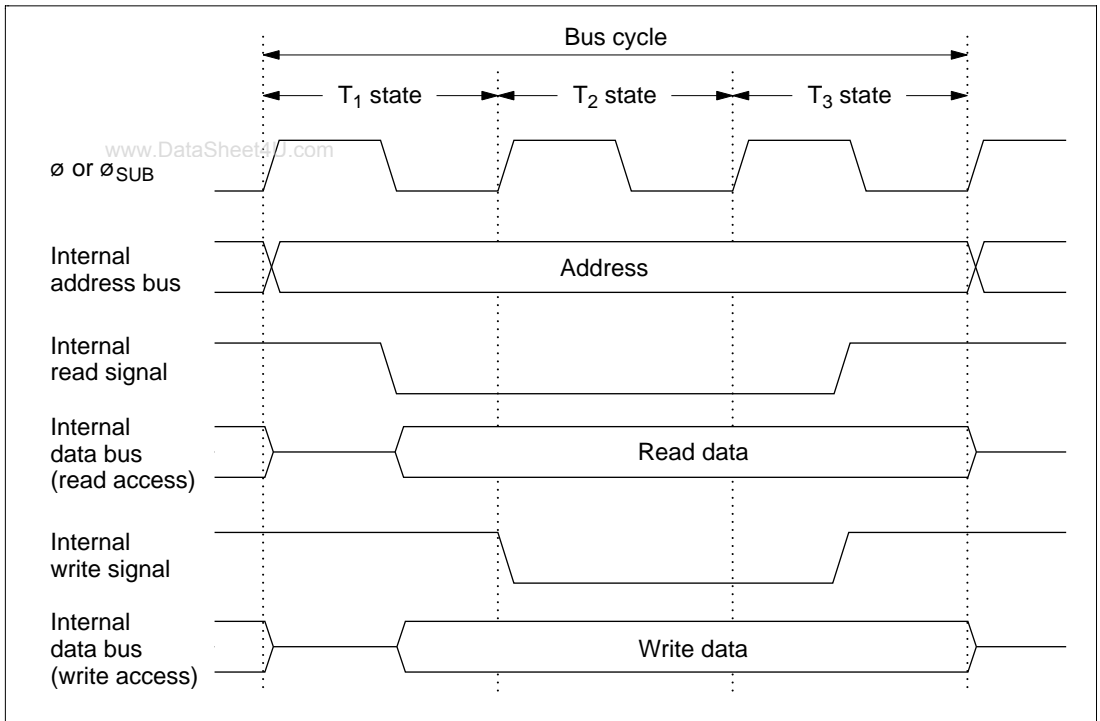 Bus cycle
T₁ state
T₂ state
T₃ state
www.DataSheet4U.com
ø or ø_SUB
Internal
address bus
Address
Internal
read signal
Internal
data bus
(read access)
Read data
Internal
write signal
Internal
data bus
(write access)
Write data